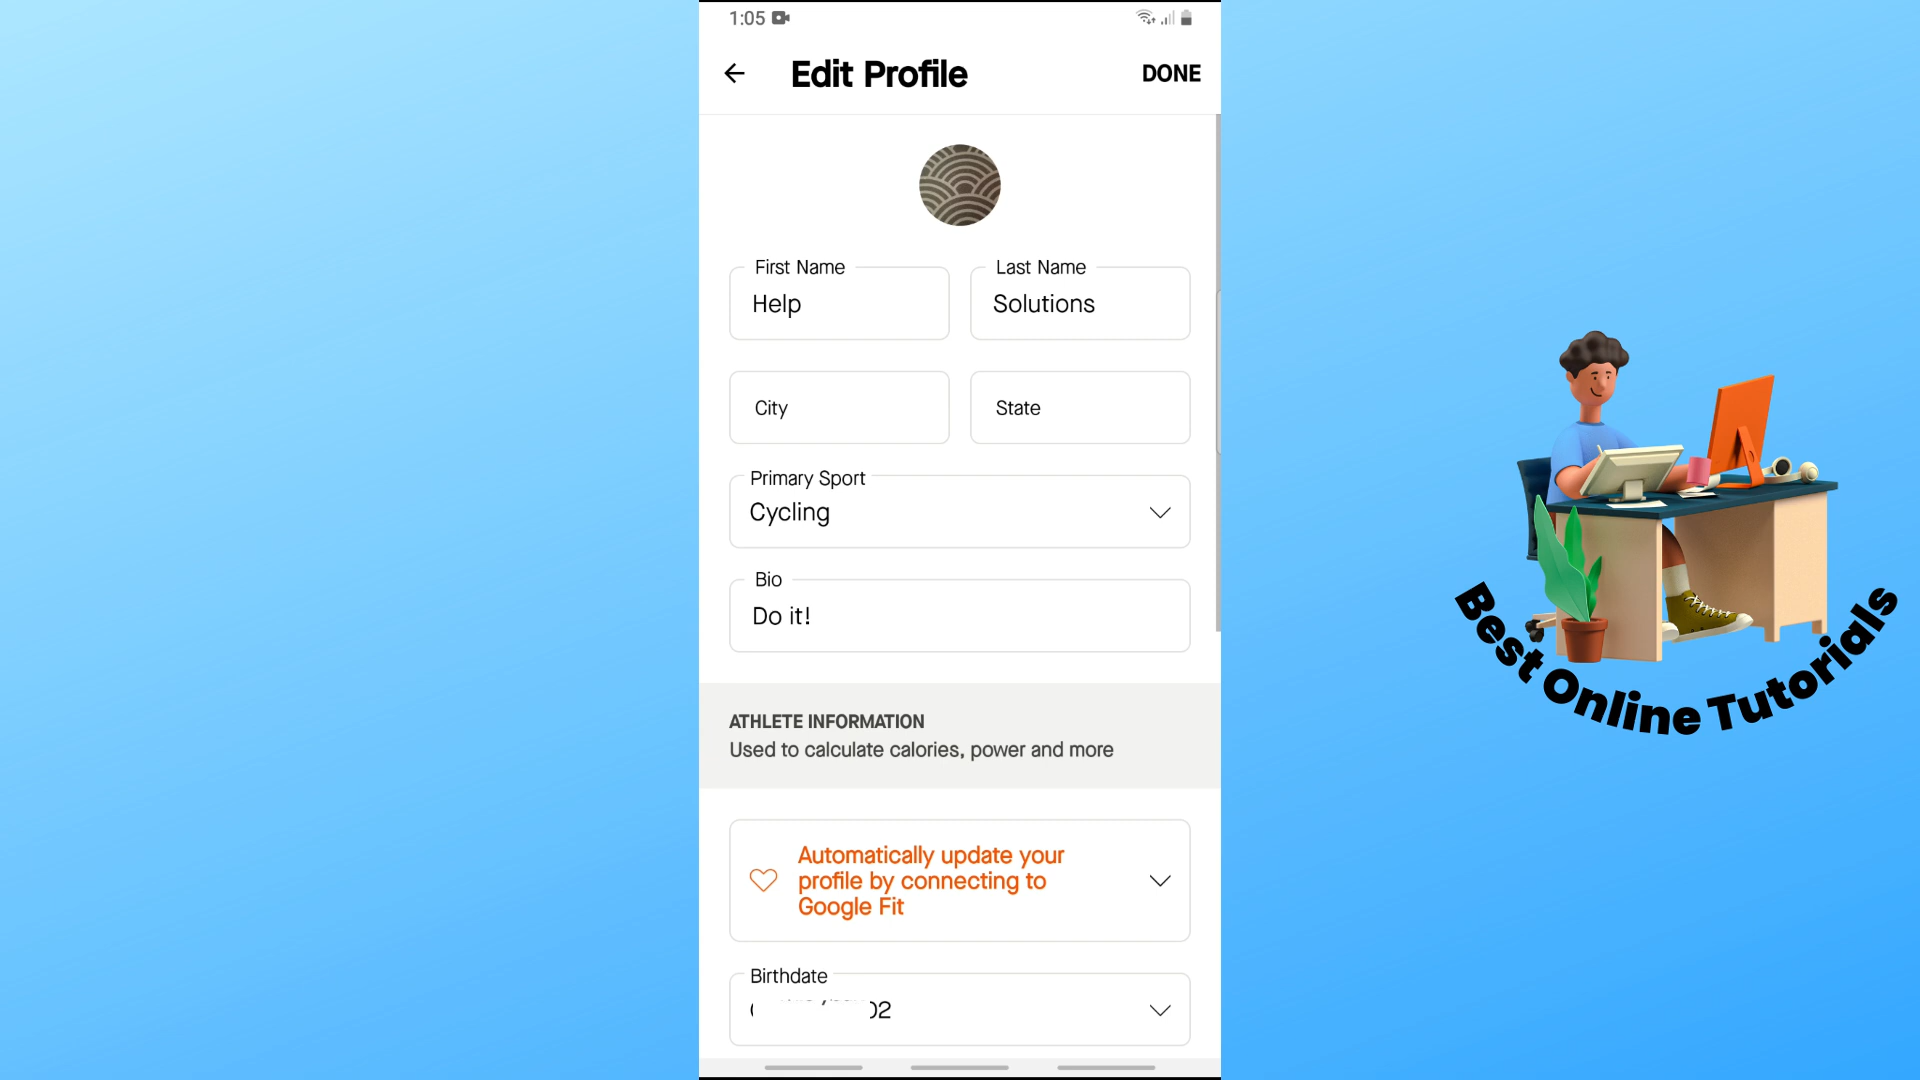 1:05
Edit Profile
DONE
First Name
Last Name
Help
Solutions
City
State
Primary Sport
Cycling
Bio
Do it!
ATHLETE INFORMATION
Used to calculate calories, power and more
Automatically update your
profile by connecting to
Google Fit
Birthdate
02
Best Online Tutorials